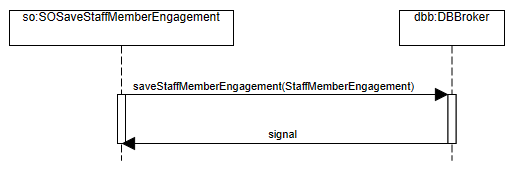 so:SOSaveStaffMemberEngagement
dbb:DBBroker
saveStaffMemberEngagement(StaffMemberEngagement)
signal